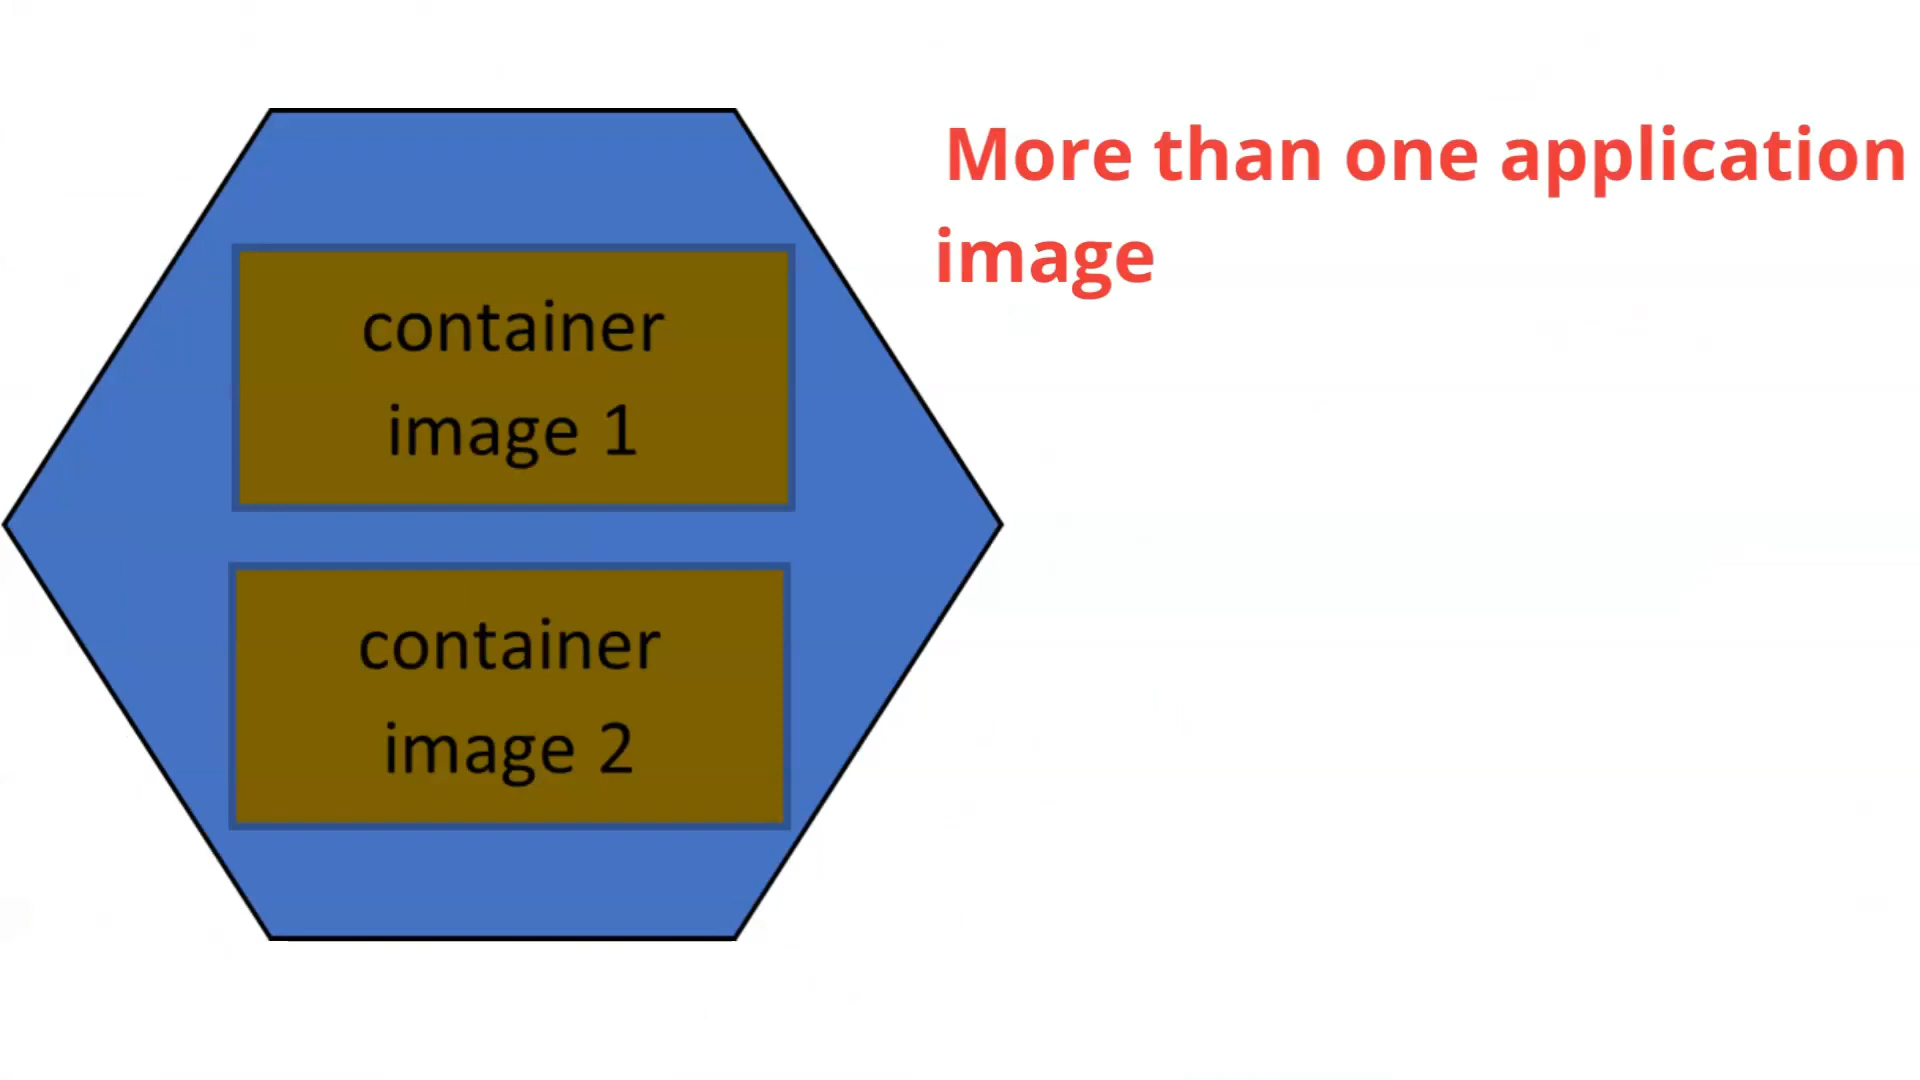 More than one application
image
container
image 1
container
image 2